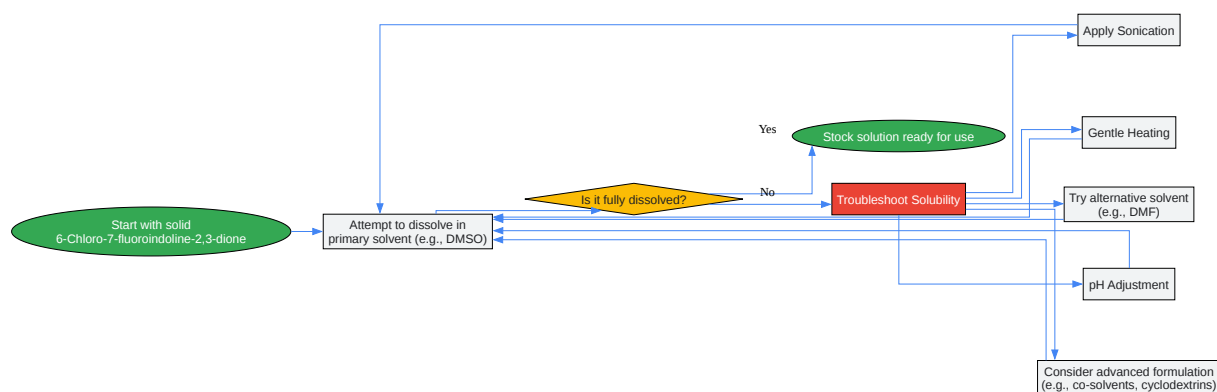 Apply Sonication
Yes
Stock solution ready for use
Gentle Heating
Is it fully dissolved?
No
Troubleshoot Solubility
Try alternative solvent
(e.g., DMF)
Start with solid
6-Chloro-7-fluoroindoline-2,3-dione
Attempt to dissolve in
primary solvent (e.g., DMSO)
pH Adjustment
Consider advanced formulation
(e.g., co-solvents, cyclodextrins)